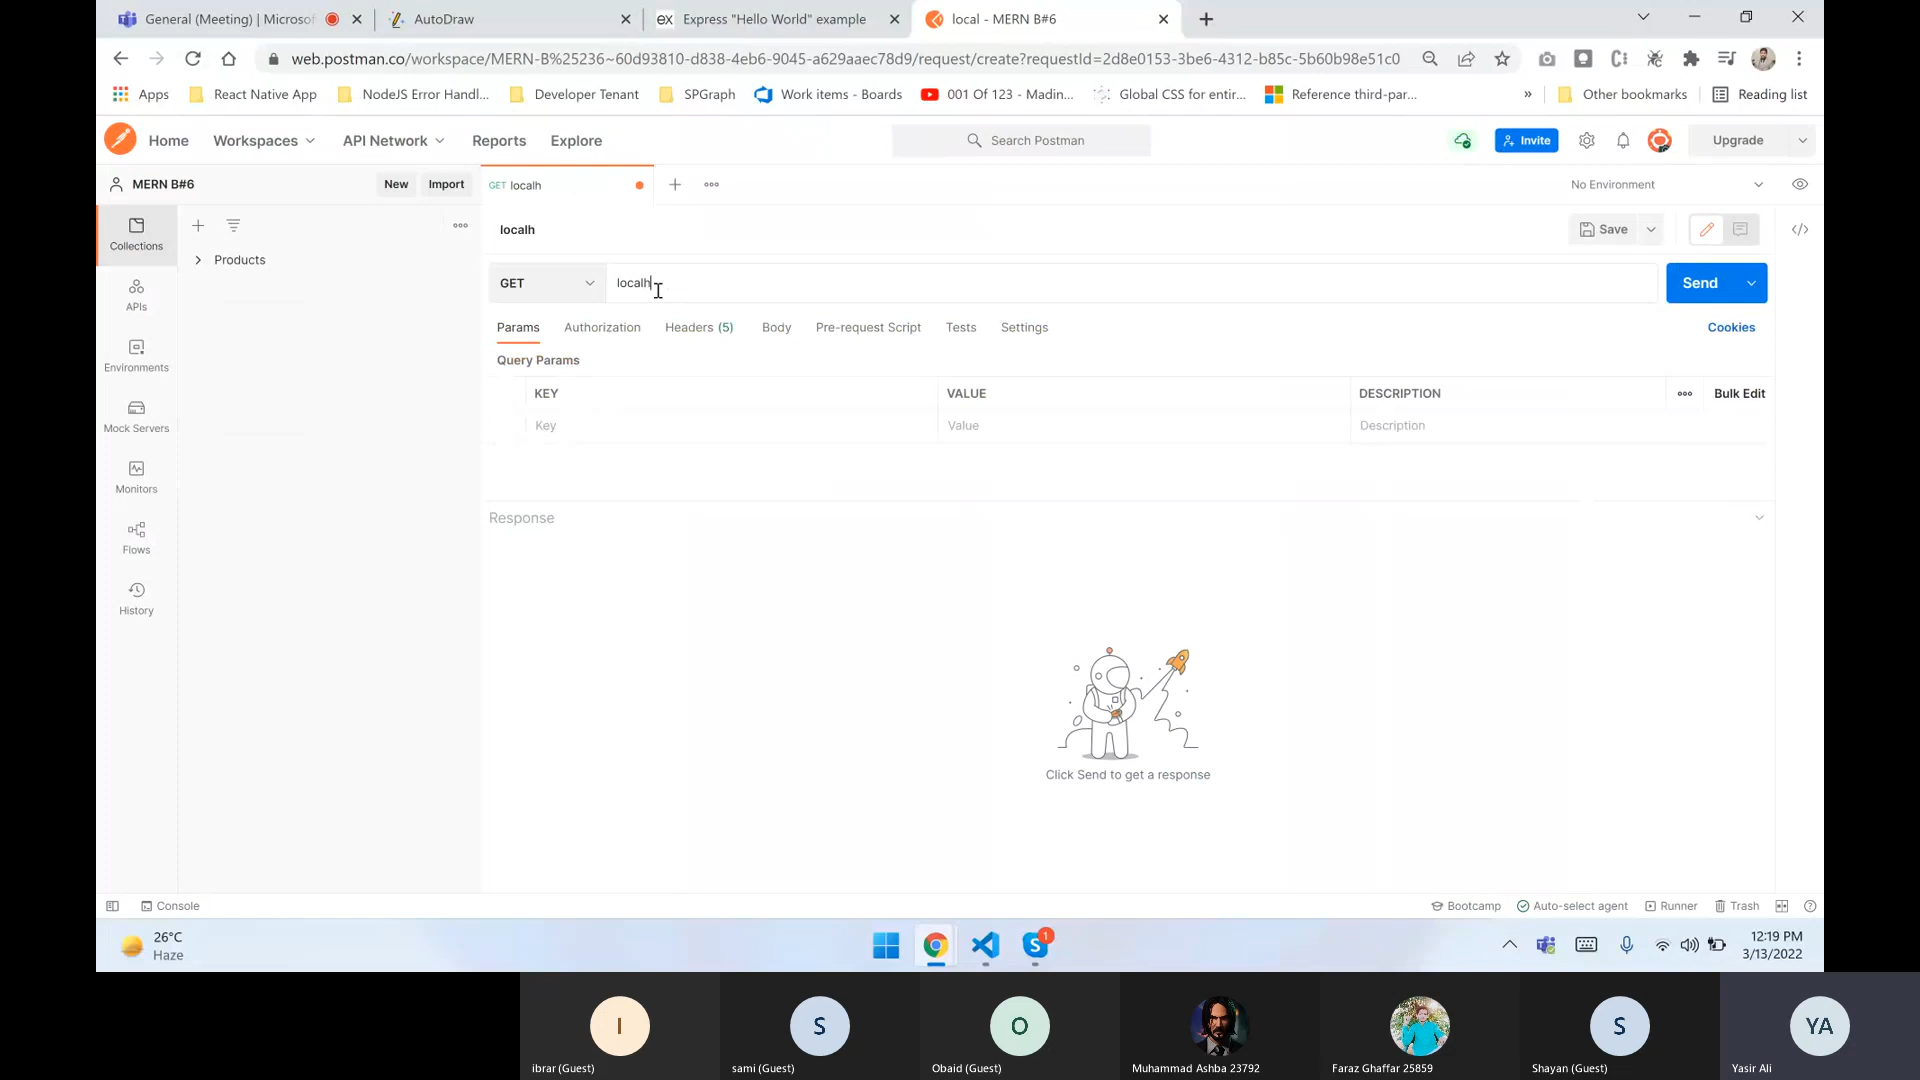 General (Meeting) | Microsof
AutoDraw
ex Express "Hello World" example
local - MERN B#6
web.postman.co/workspace/MERN-B%25236~60d93810-d838-4eb6-9045-a629aaec78d9/request/create?requestId=2d8e0153-3be6-4312-b85c-5b60b98e51c0
Apps React Native App NodeJS Error Handl... Developer Tenant SPGraph Work items - Boards 001 Of 123 - Madin... Global CSS for entir... Reference third-par... » Other bookmarks Reading list
Home Workspaces API Network Reports Explore Search Postman Invite Upgrade
MERN B#6 New Import GET localh No Environment
localh Save
Collections
Products
GET localh Send
APIs
Params Authorization Headers (5) Body Pre-request Script Tests Settings Cookies
Query Params
Environments
KEY VALUE DESCRIPTION Bulk Edit
Key Value Description
Mock Servers
Monitors
Response
Flows
History
Click Send to get a response
Console Bootcamp Auto-select agent Runner Trash
26°C
Haze
S 1
12:19 PM
3/13/2022
I S O S YA
ibrar (Guest) sami (Guest) Obaid (Guest) Muhammad Ashba 23792 Faraz Ghaffar 25859 Shayan (Guest) Yasir Ali